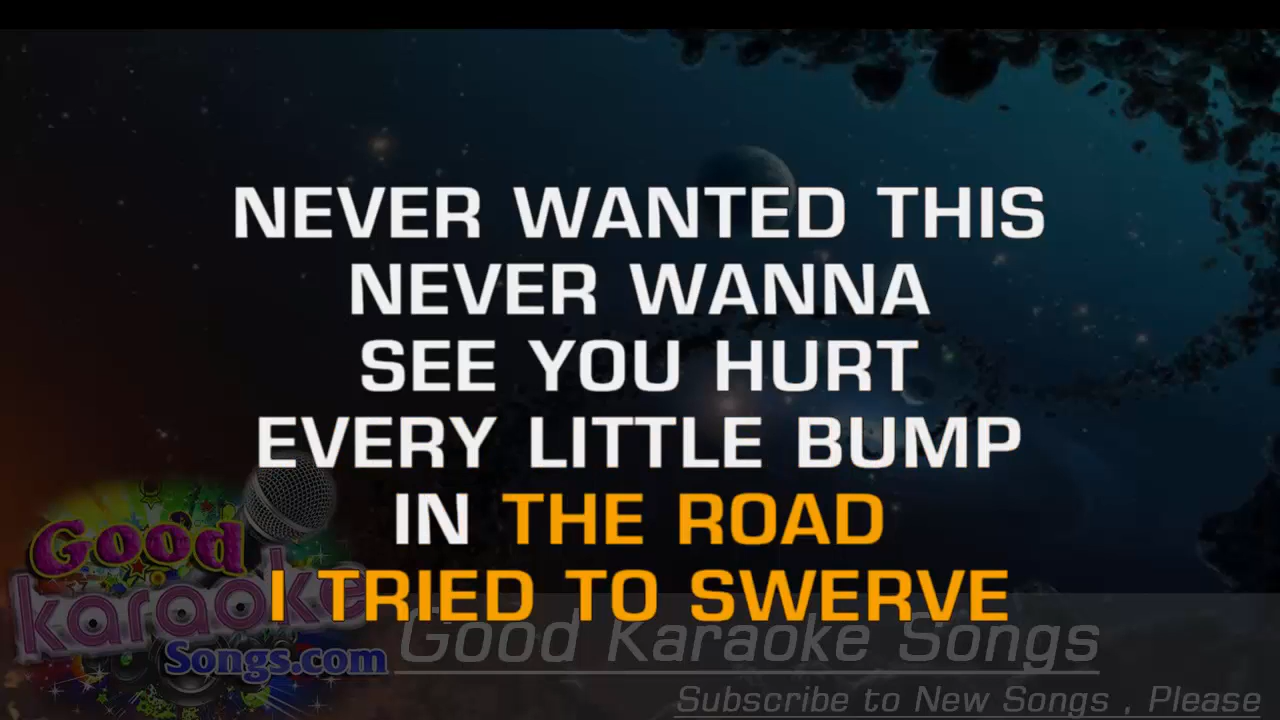 NEVER WANTED THIS
NEVER WANNA
SEE YOU HURT
EVERY LITTLE BUMP
IN THE ROAD
I TRIED TO SWERVE
Good
karaoke
Songs.com
Good Karaoke Songs
Subscribe to New Songs , Please